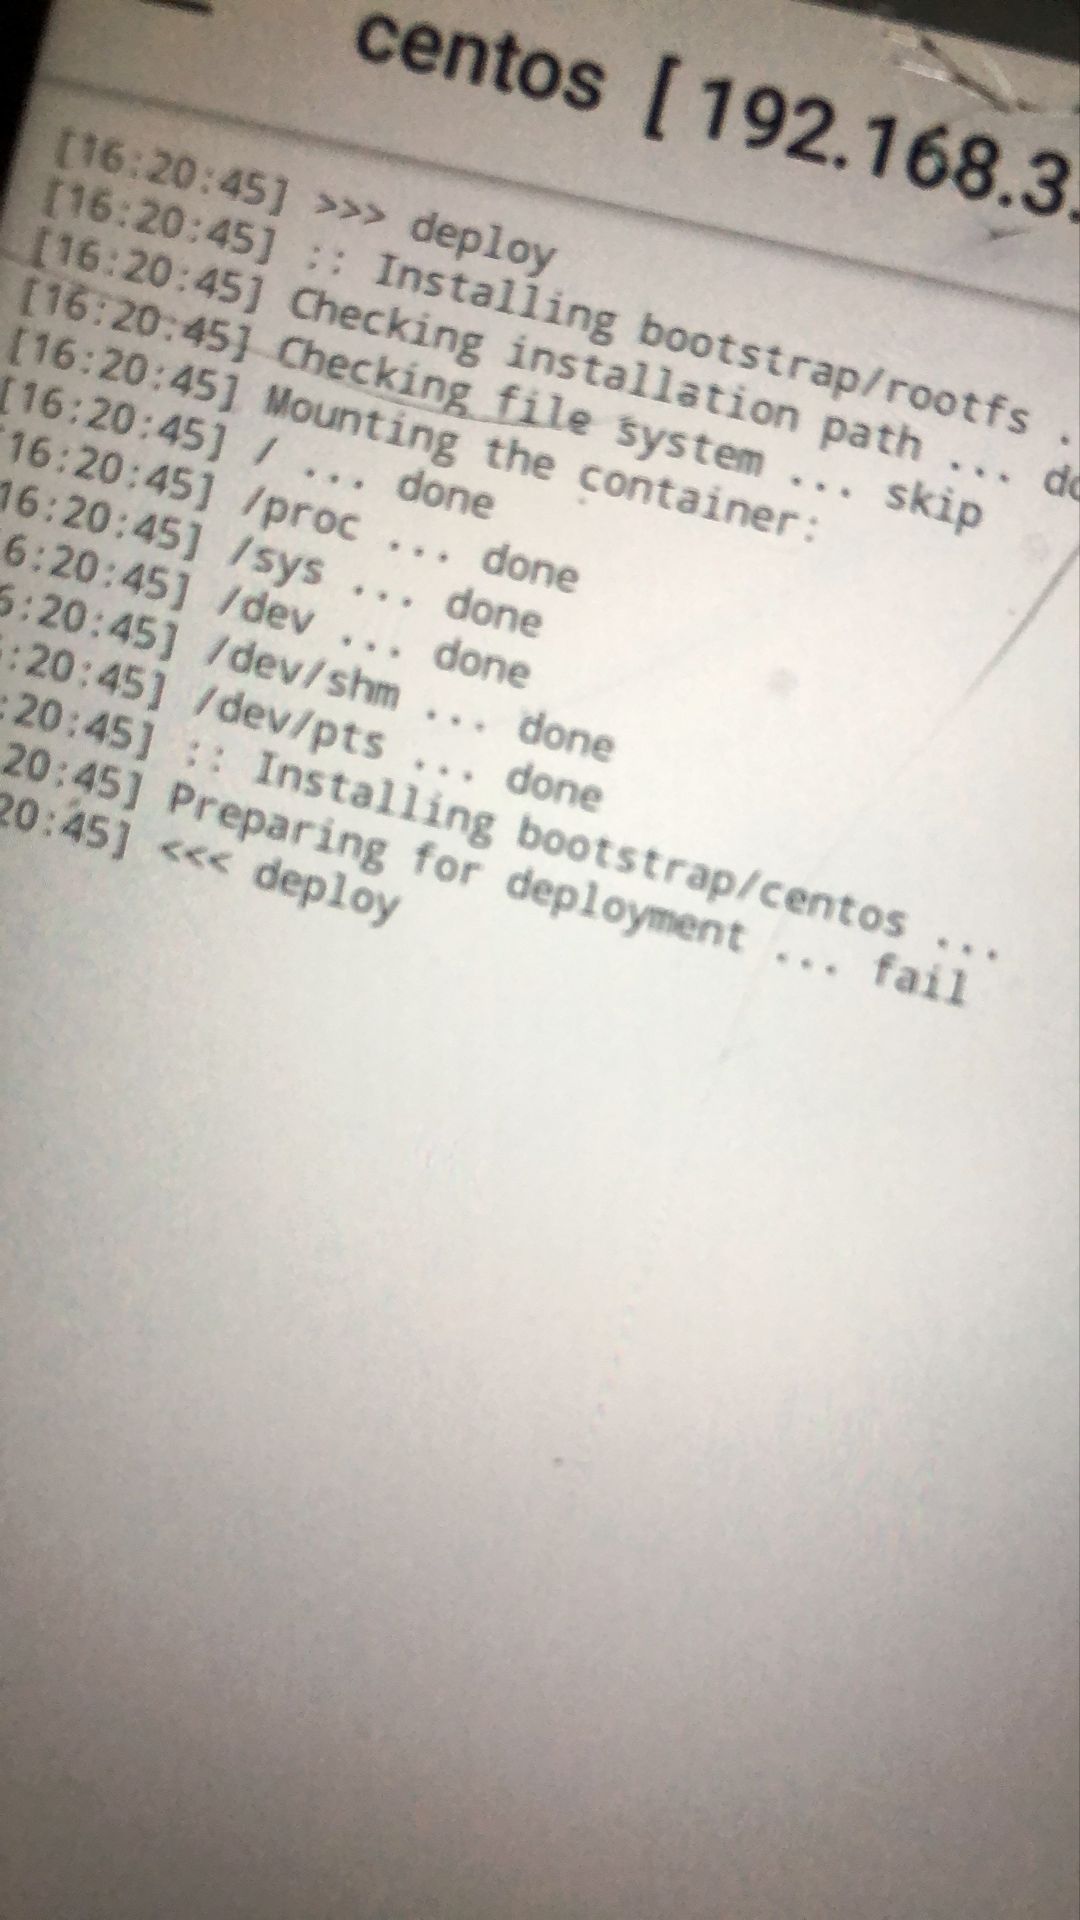 centos [ 192.168.3.
[16:20:45] >>> deploy
[16:20:45] :: Installing bootstrap/rootfs .
[16:20:45] Checking installation path ... do
[16:20:45] Checking file system ... skip
[16:20:45] Mounting the container:
[16:20:45] / ... done
16:20:45] /proc ... done
16:20:45] /sys ... done
6:20:45] /dev ... done
6:20:45] /dev/shm ... done
:20:45] /dev/pts ... done
:20:45] :: Installing bootstrap/centos ...
20:45] Preparing for deployment ... fail
20:45] <<< deploy